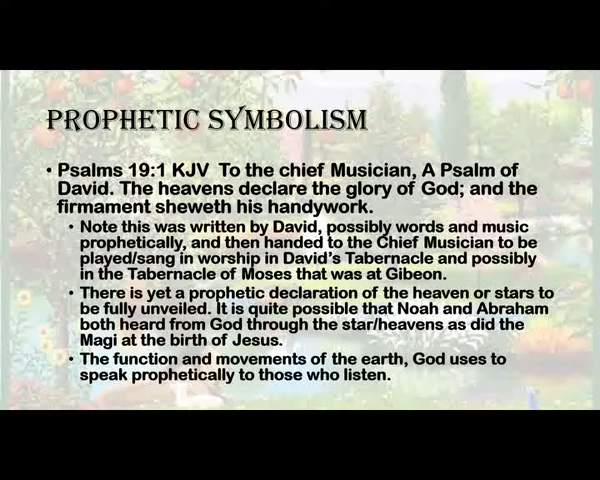 PROPHETIC SYMBOLISM
• Psalms 19:1 KJV  To the chief Musician, A Psalm of
David. The heavens declare the glory of God; and the
firmament sheweth his handywork.
• Note this was written by David, possibly words and music
prophetically, and then handed to the Chief Musician to be
played/sang in worship in David's Tabernacle and possibly
in the Tabernacle of Moses that was at Gibeon.
• There is yet a prophetic declaration of the heaven or stars to
be fully unveiled. It is quite possible that Noah and Abraham
both heard from God through the star/heavens as did the
Magi at the birth of Jesus.
• The function and movements of the earth, God uses to
speak prophetically to those who listen.